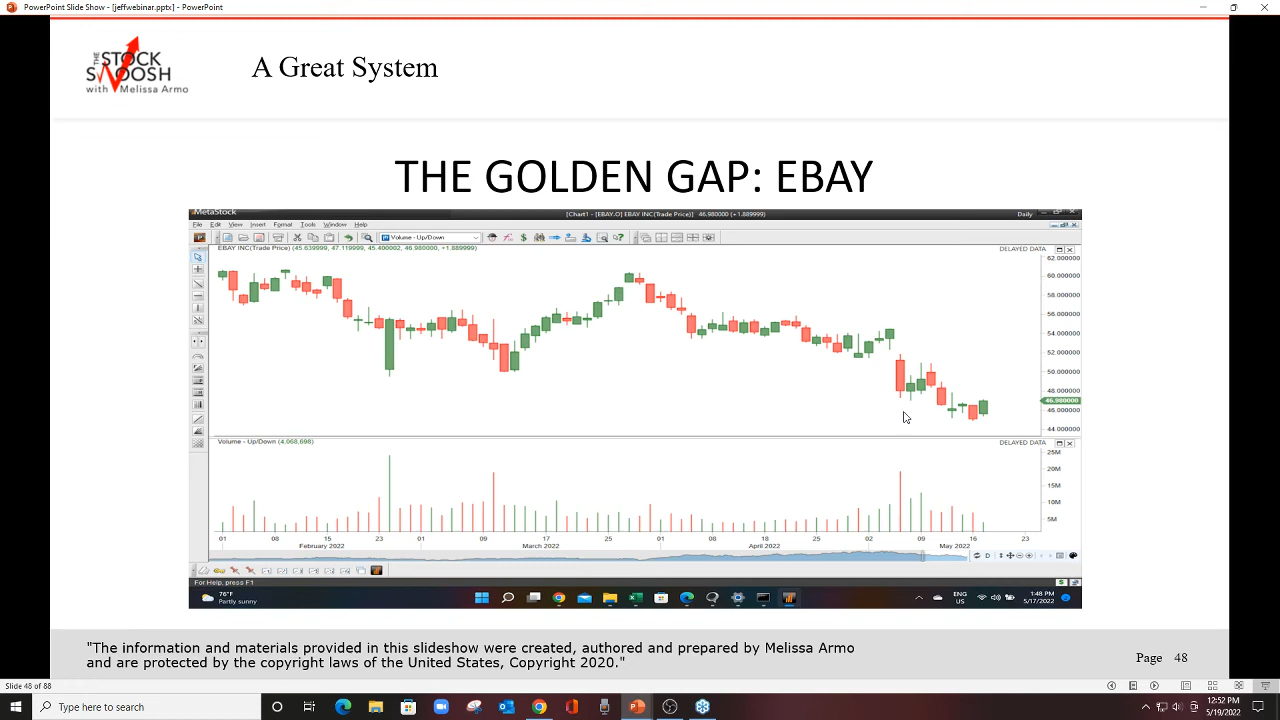 PowerPoint Slide Show - [jeffwebinar.pptx] - PowerPoint
THE
STOCK
SWOOSH
with Melissa Armo
A Great System
THE GOLDEN GAP: EBAY
MetaStock
[Chart1 - [EBAY.O] EBAY INC(Trade Price)] 46.980000 (+1.889999)
Daily
File Edit View Insert Format Tools Window Help
Volume - Up/Down
EBAY INC(Trade Price) (45.639999, 47.119999, 45.400002, 46.980000, +1.889999)
DELAYED DATA
62.000000
60.000000
58.000000
56.000000
54.000000
52.000000
50.000000
48.000000
46.980000
46.000000
44.000000
Volume - Up/Down (4,068,698)
DELAYED DATA
25M
20M
15M
10M
5M
01 08 15 23 01 08 15 25 01 08 18 25 02 09 16 23
February 2022 March 2022 April 2022 May 2022
D
For Help, press F1
76°F
Partly sunny
ENG
US
1:48 PM
5/17/2022
"The information and materials provided in this slideshow were created, authored and prepared by Melissa Armo
and are protected by the copyright laws of the United States, Copyright 2020."
Page 48
Slide 48 of 88
Type here to search
12:52 PM
5/19/2022